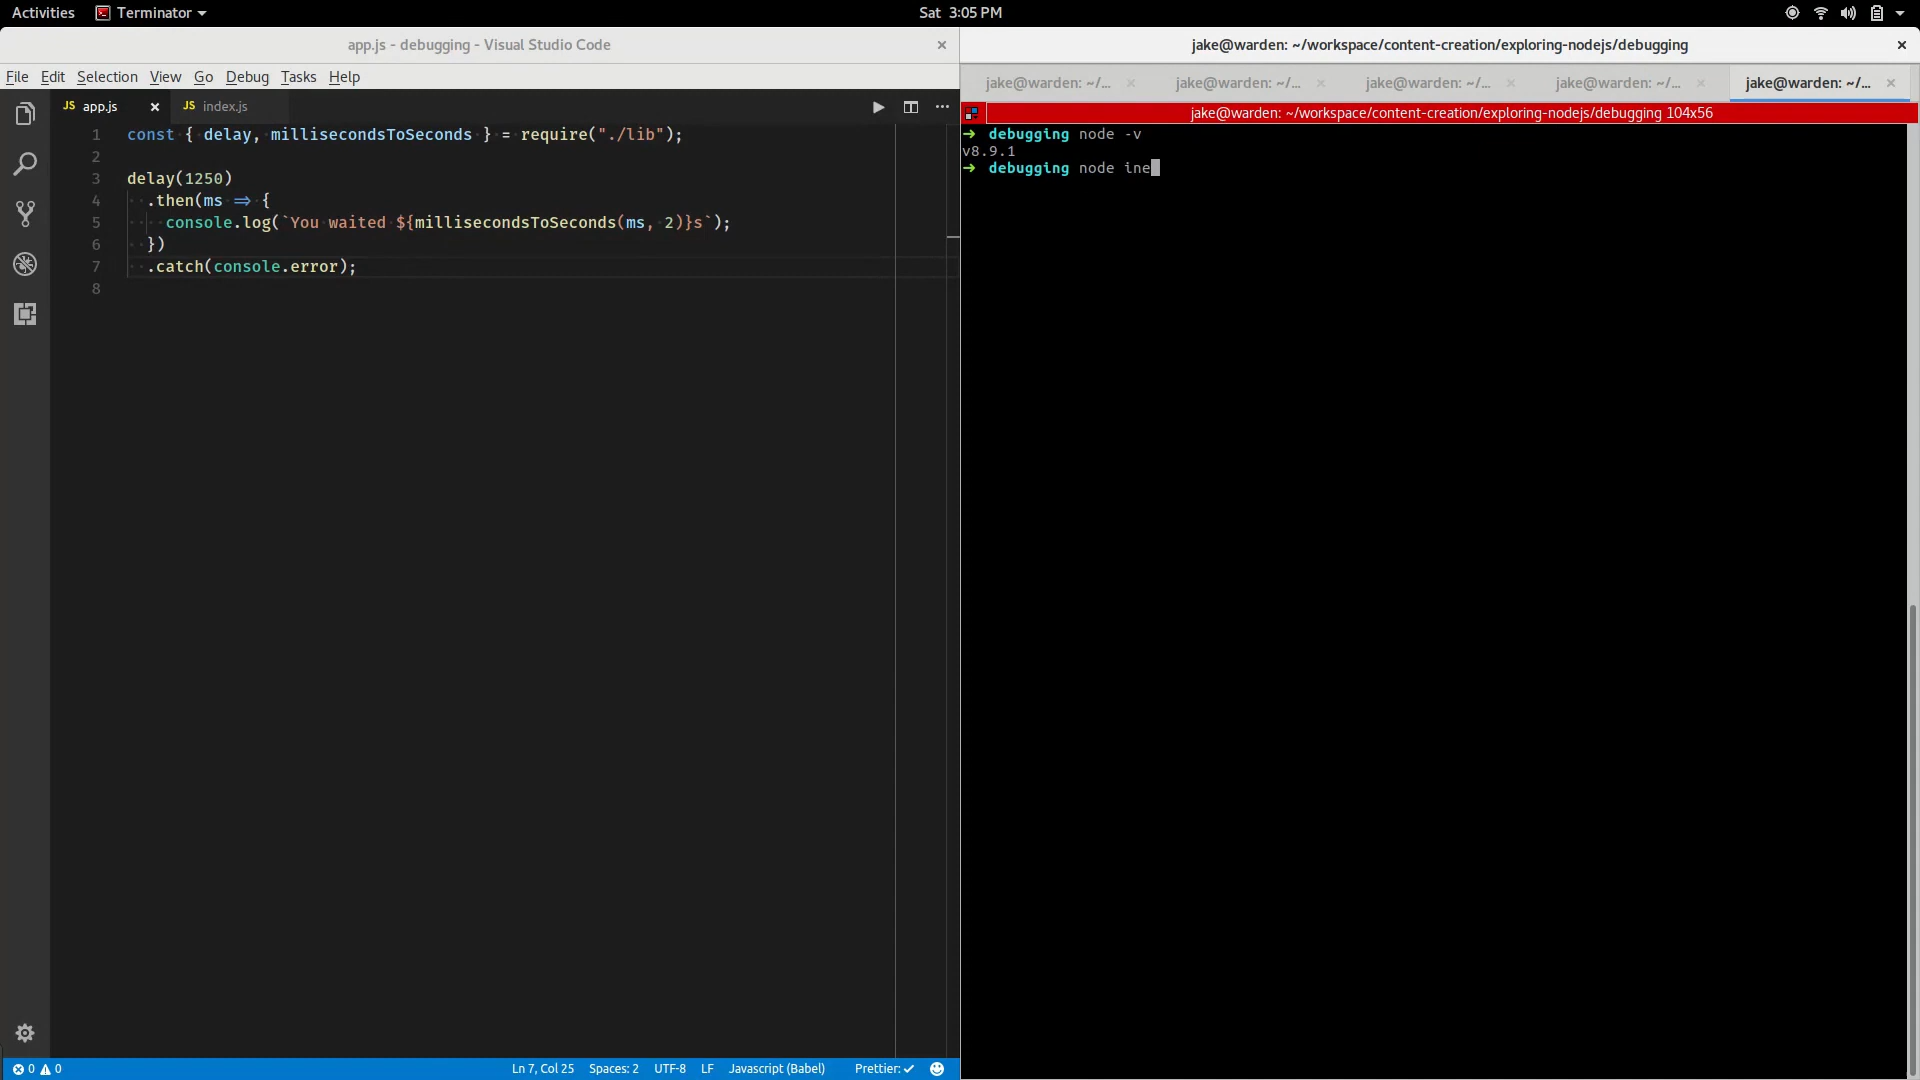 Activities Terminator Sat 3:05 PM
app.js - debugging - Visual Studio Code
File Edit Selection View Go Debug Tasks Help
JS app.js JS index.js
1 const { delay, millisecondsToSeconds } = require("./lib");
2
3 delay(1250)
4 ··.then(ms => {
5 ····console.log(`You waited ${millisecondsToSeconds(ms, 2)}s`);
6 ··})
7 ··.catch(console.error);
8
0 0 Ln 7, Col 25 Spaces: 2 UTF-8 LF Javascript (Babel) Prettier: ✓
jake@warden: ~/workspace/content-creation/exploring-nodejs/debugging
jake@warden: ~/... jake@warden: ~/... jake@warden: ~/... jake@warden: ~/... jake@warden: ~/...
jake@warden: ~/workspace/content-creation/exploring-nodejs/debugging 104x56
➜ debugging node -v
v8.9.1
➜ debugging node ine